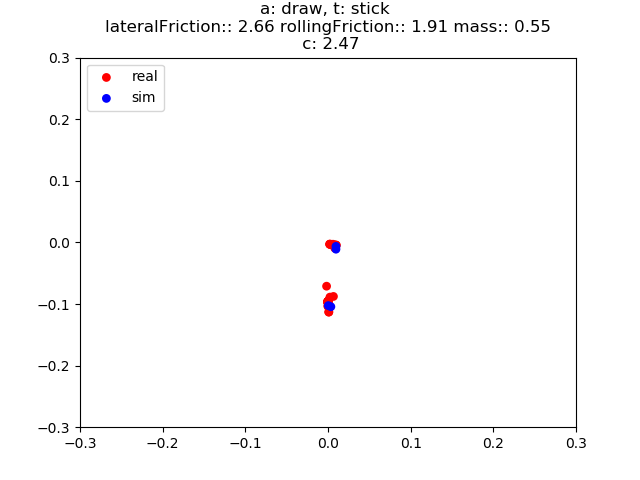 a: draw, t: stick
lateralFriction:: 2.66 rollingFriction:: 1.91 mass:: 0.55
c: 2.47
real
sim
0.3
0.2
0.1
0.0
−0.1
−0.2
−0.3
−0.3 −0.2 −0.1 0.0 0.1 0.2 0.3